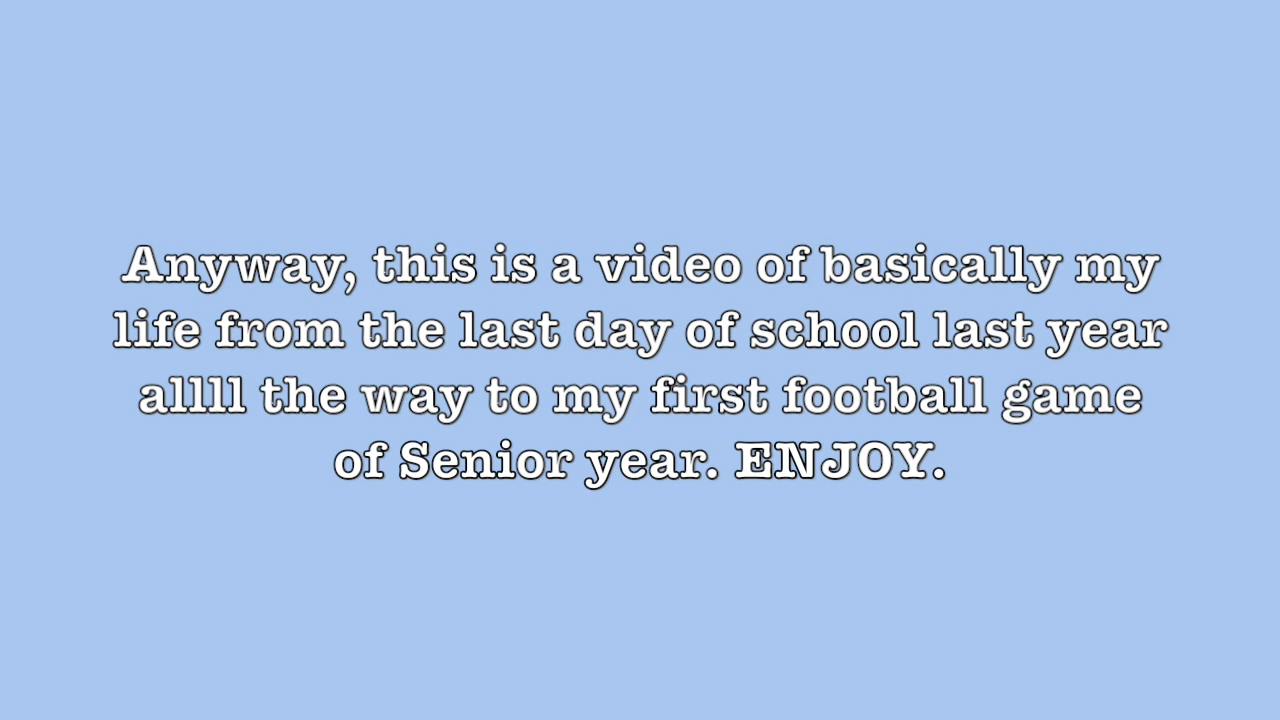 Anyway, this is a video of basically my
life from the last day of school last year
allll the way to my first football game
of Senior year. ENJOY.